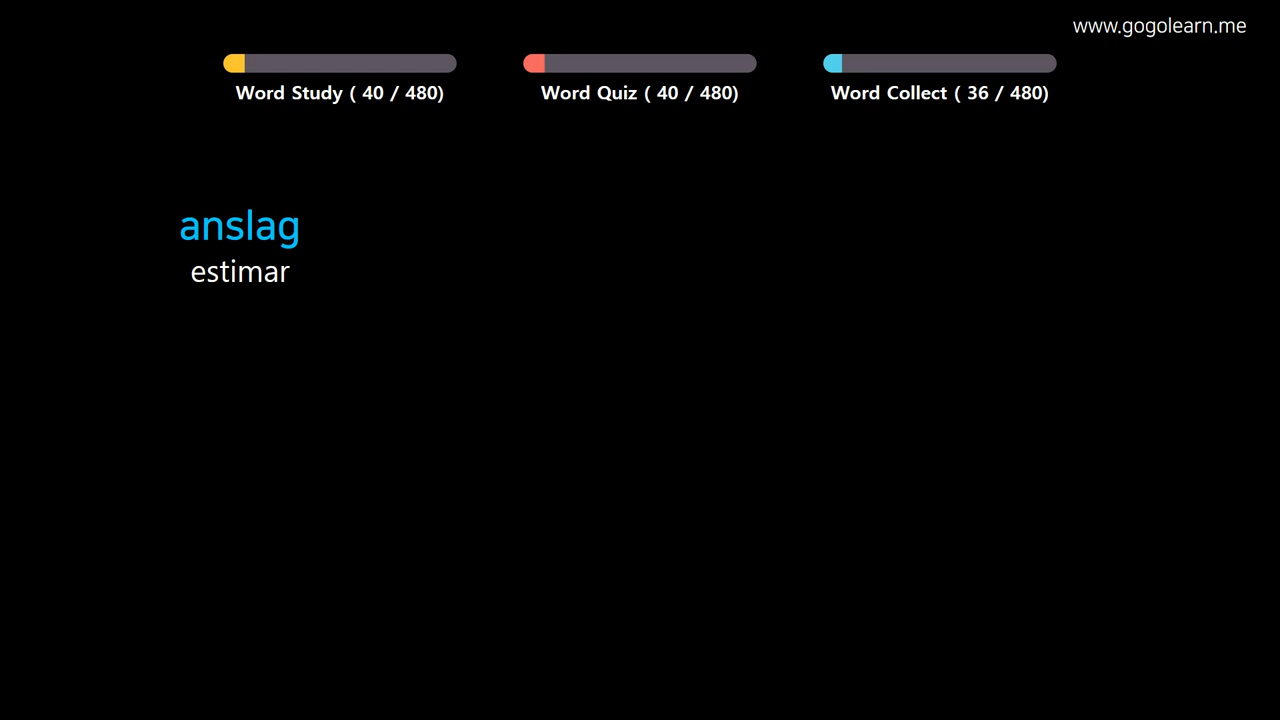 www.gogolearn.me
Word Study ( 40 / 480)
Word Quiz ( 40 / 480)
Word Collect ( 36 / 480)
anslag
estimar